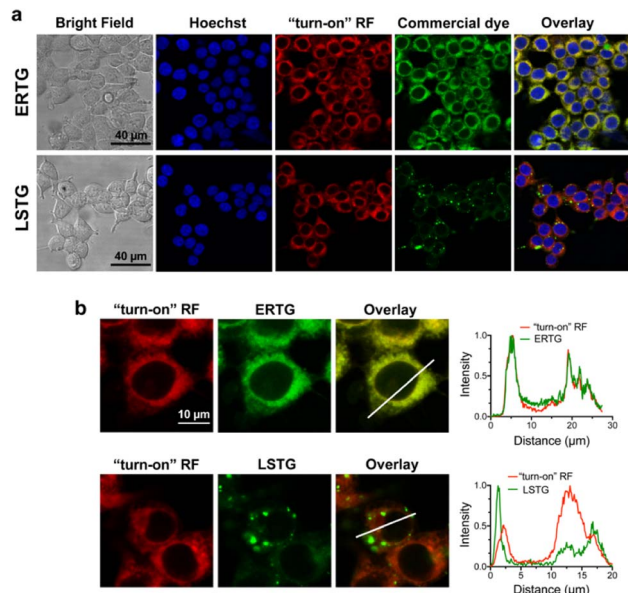 a
Bright Field Hoechst “turn-on” RF Commercial dye Overlay
ERTG
40 µm
LSTG
40 µm
b
“turn-on” RF ERTG Overlay
10 µm
“turn-on” RF
ERTG
Intensity
1.0
0.5
0.0
0 10 20 30
Distance (µm)
“turn-on” RF LSTG Overlay
“turn-on” RF
LSTG
Intensity
1.0
0.5
0.0
0 5 10 15 20
Distance (µm)